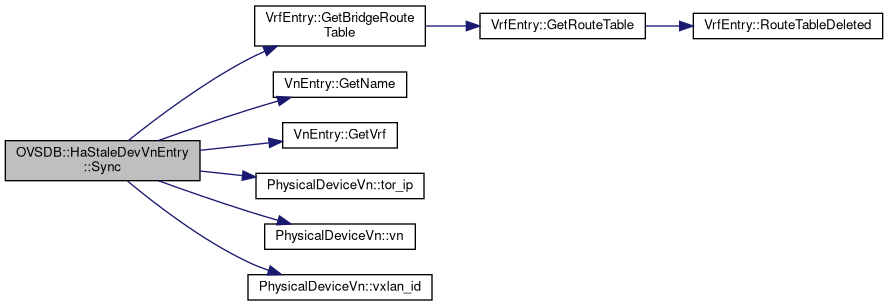 VrfEntry::GetBridgeRoute
Table
VrfEntry::GetRouteTable
VrfEntry::RouteTableDeleted
VnEntry::GetName
VnEntry::GetVrf
OVSDB::HaStaleDevVnEntry
::Sync
PhysicalDeviceVn::tor_ip
PhysicalDeviceVn::vn
PhysicalDeviceVn::vxlan_id